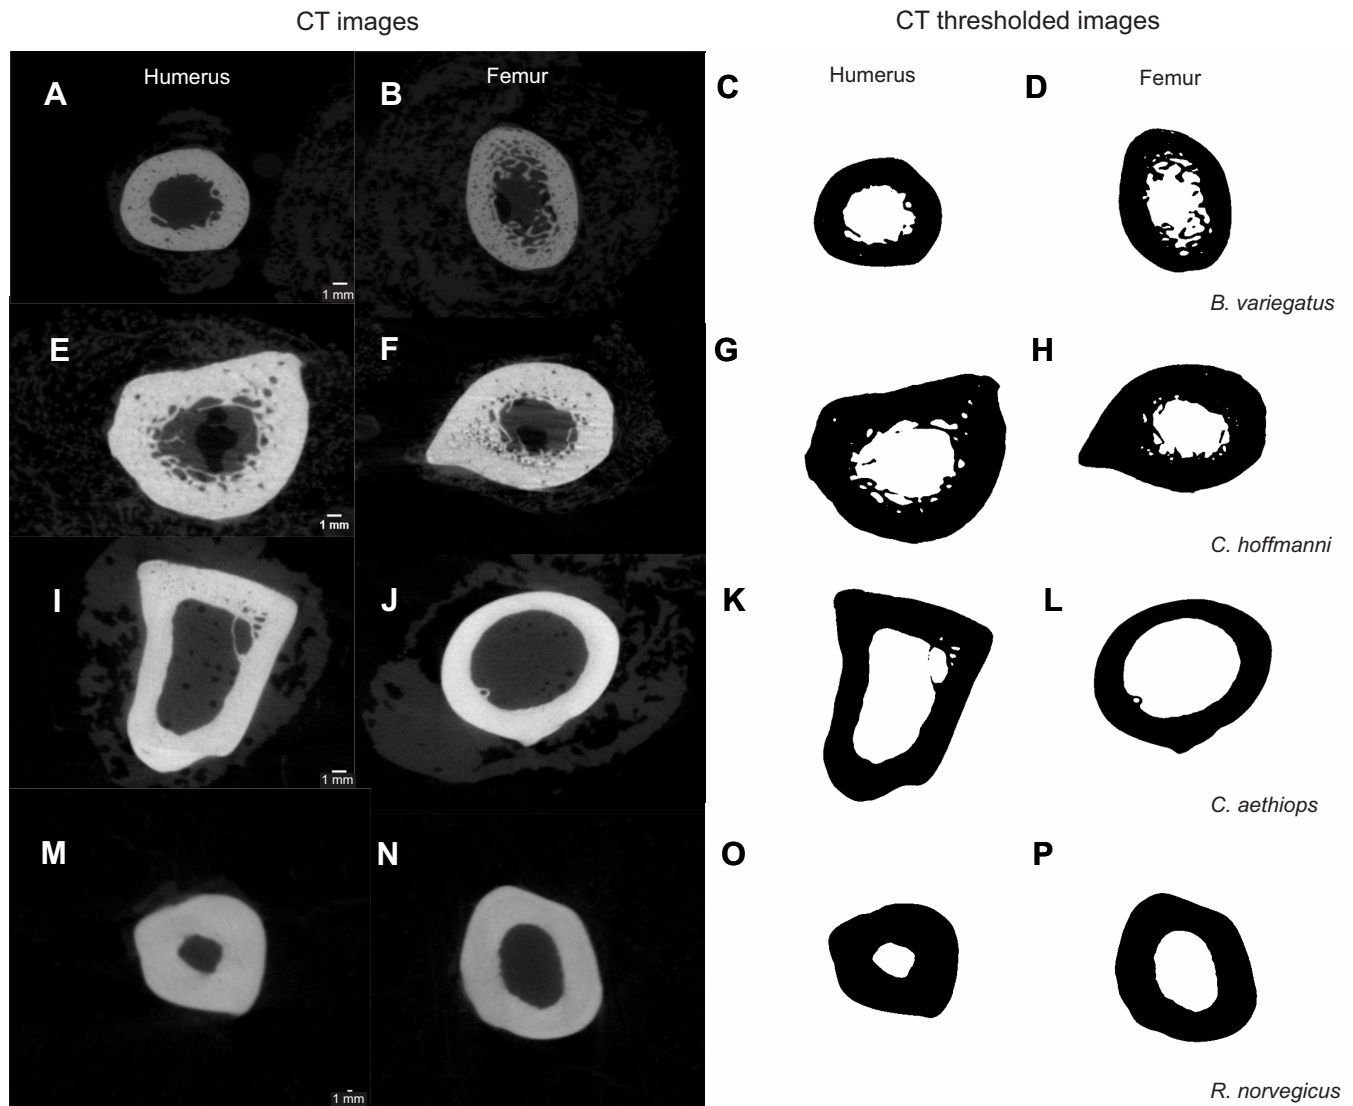 CT images
CT thresholded images
Humerus
Femur
Humerus
Femur
A
B
C
D
1 mm
B. variegatus
E
F
G
H
1 mm
C. hoffmanni
I
J
K
L
1 mm
C. aethiops
M
N
O
P
1 mm
R. norvegicus